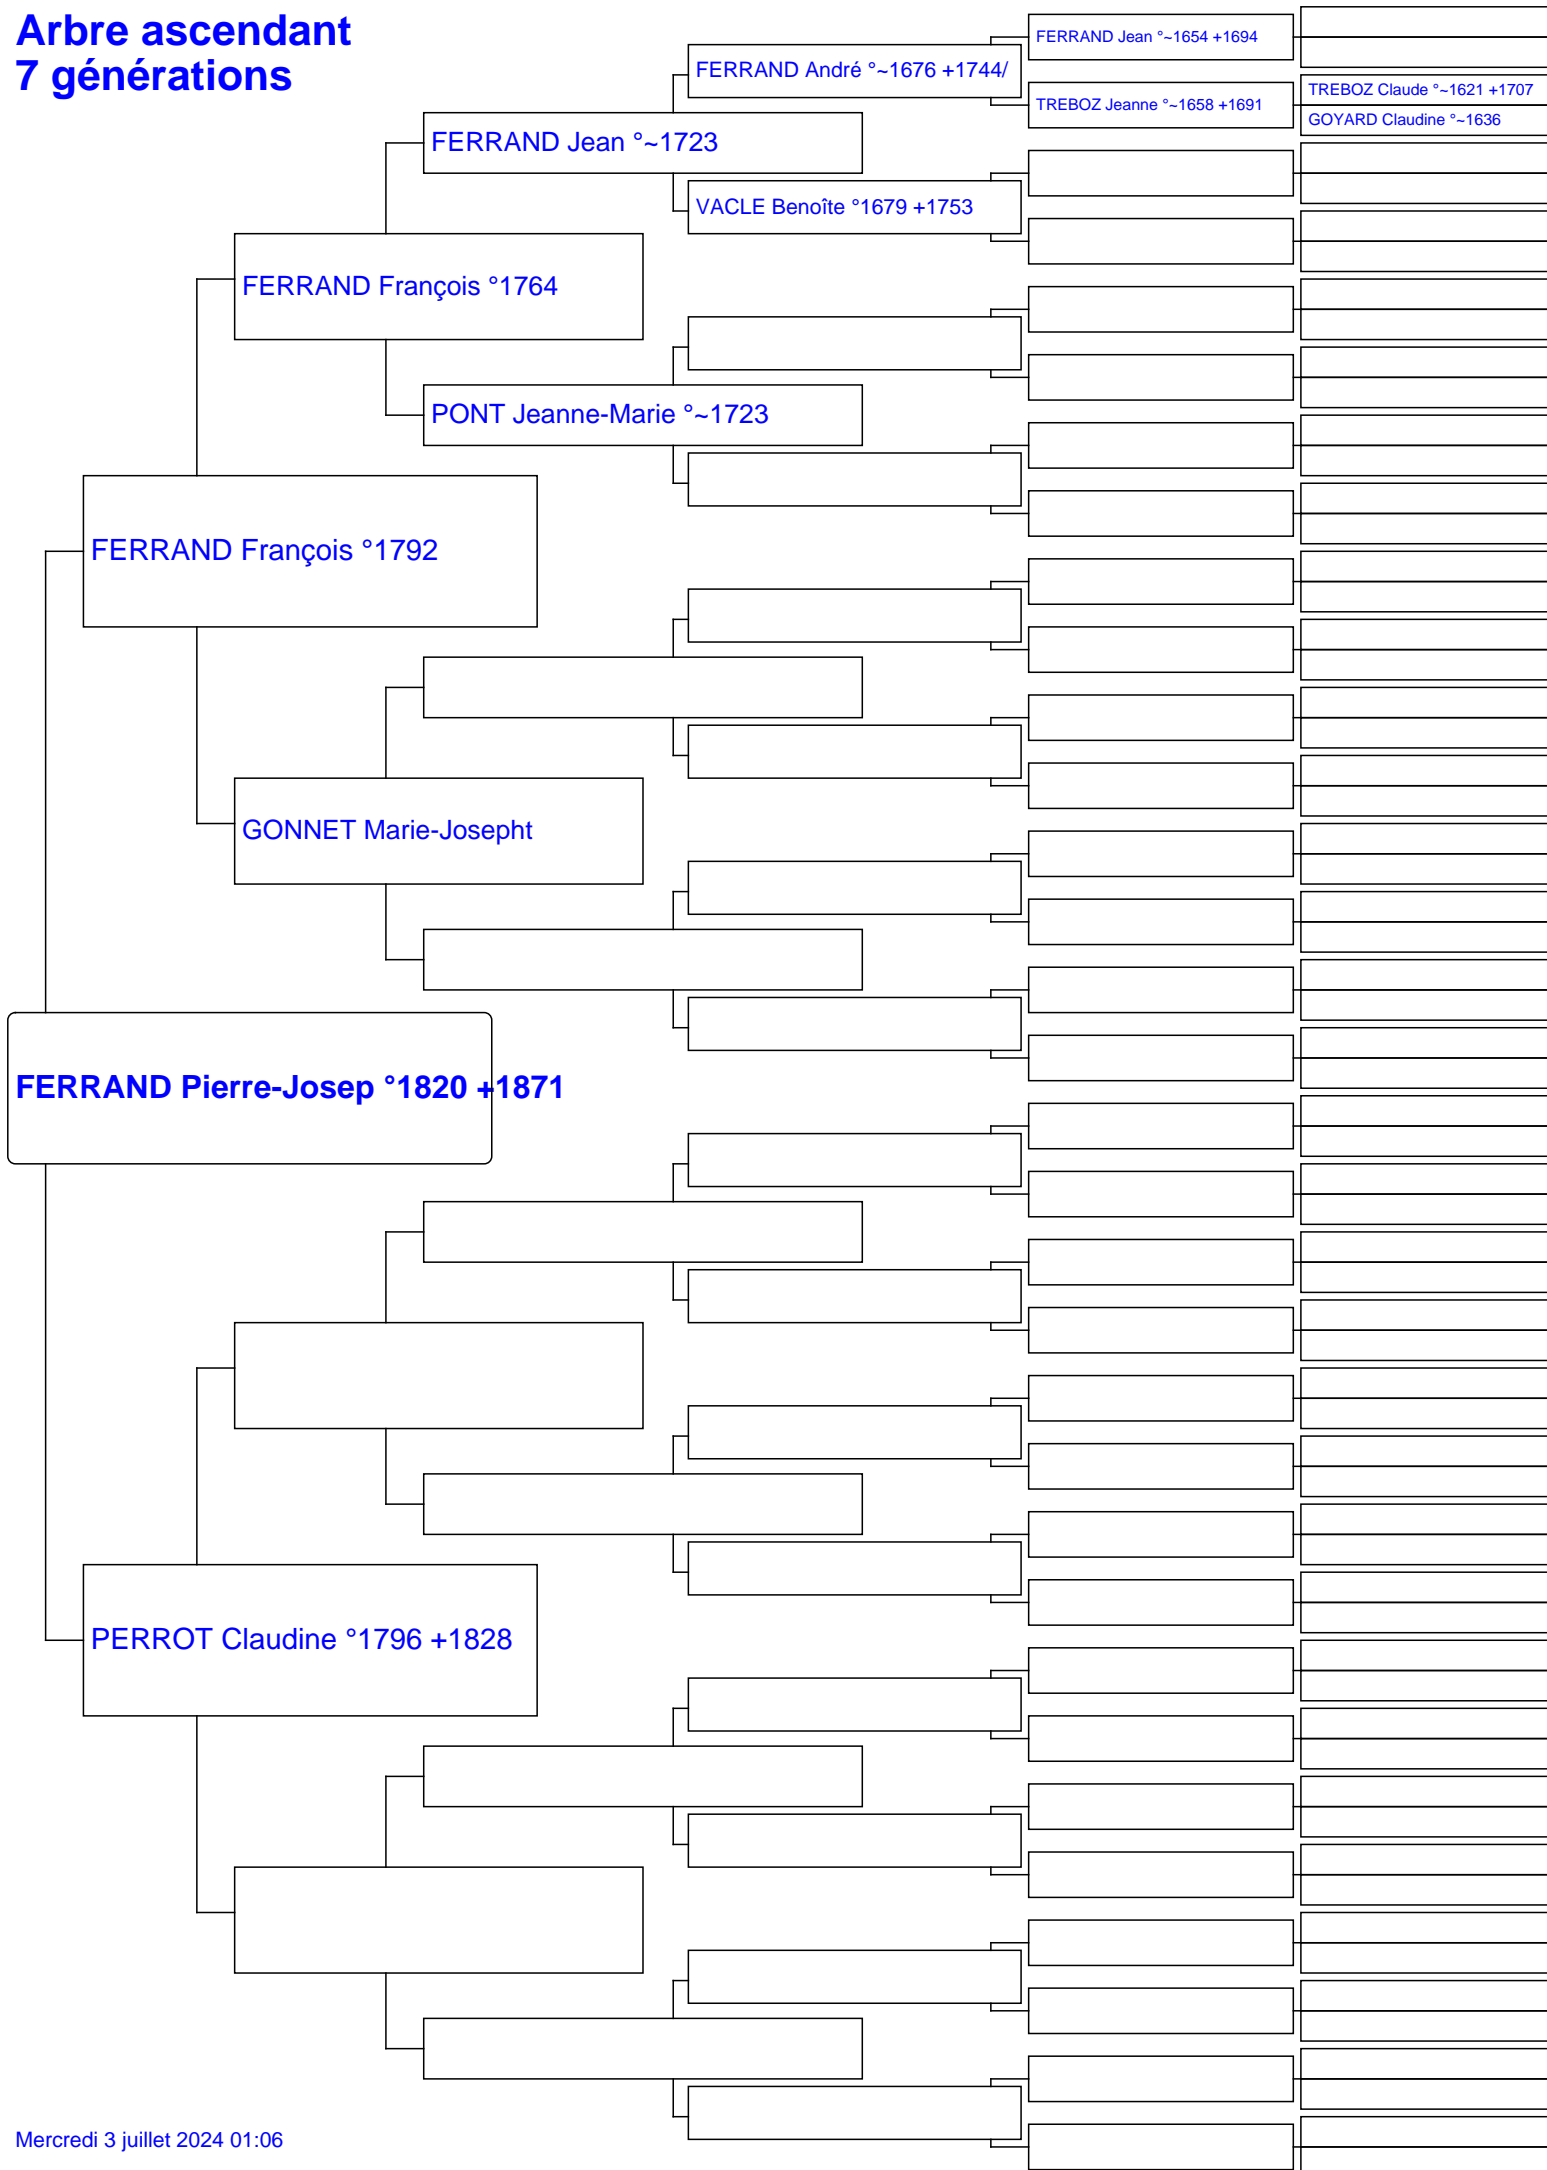 Arbre ascendant
7 générations
FERRAND Jean °~1654 +1694
FERRAND André °~1676 +1744/
TREBOZ Claude °~1621 +1707
TREBOZ Jeanne °~1658 +1691
GOYARD Claudine °~1636
FERRAND Jean °~1723
VACLE Benoîte °1679 +1753
FERRAND François °1764
PONT Jeanne-Marie °~1723
FERRAND François °1792
GONNET Marie-Josepht
FERRAND Pierre-Josep °1820 +1871
PERROT Claudine °1796 +1828
Mercredi 3 juillet 2024 01:06